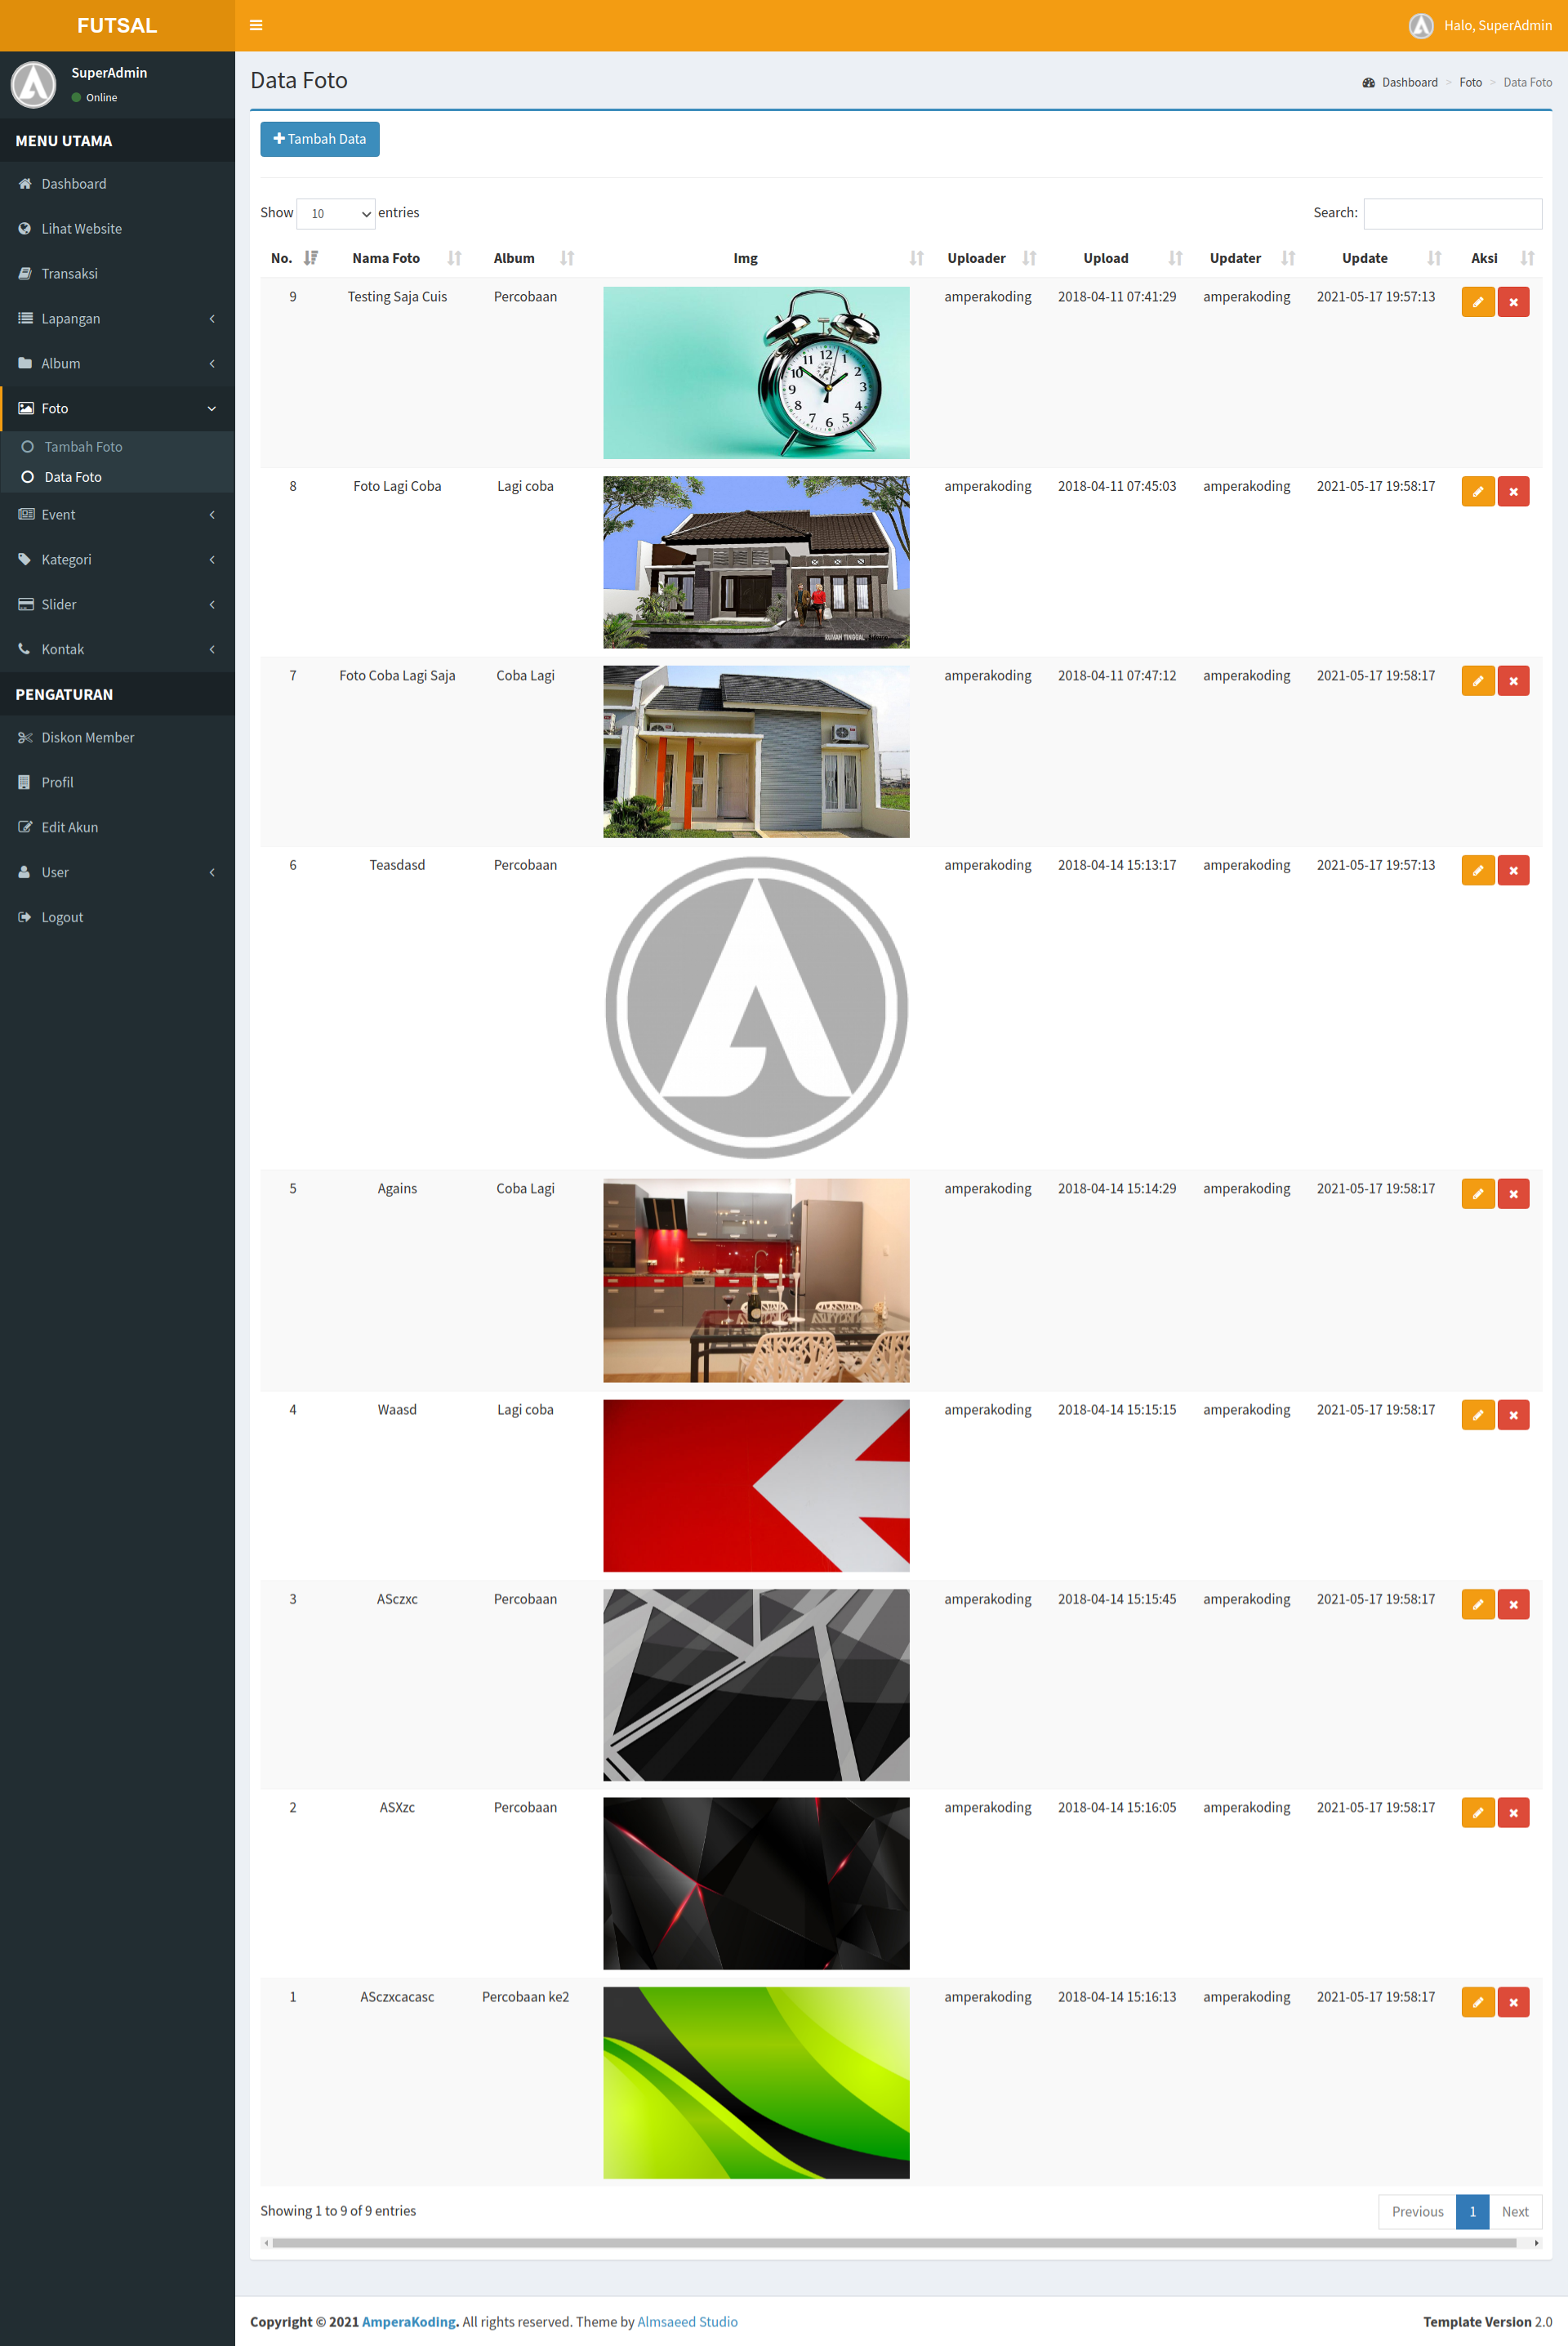 FUTSAL
Halo, SuperAdmin
SuperAdmin
Online
MENU UTAMA
Dashboard
Lihat Website
Transaksi
Lapangan
Album
Foto
Tambah Foto
Data Foto
Event
Kategori
Slider
Kontak
PENGATURAN
Diskon Member
Profil
Edit Akun
User
Logout
Data Foto
Dashboard > Foto > Data Foto
Tambah Data
Show 10 entries
Search:
No. Nama Foto Album Img Uploader Upload Updater Update Aksi
9 Testing Saja Cuis Percobaan amperakoding 2018-04-11 07:41:29 amperakoding 2021-05-17 19:57:13
8 Foto Lagi Coba Lagi coba amperakoding 2018-04-11 07:45:03 amperakoding 2021-05-17 19:58:17
RUMAH TINGGAL
7 Foto Coba Lagi Saja Coba Lagi amperakoding 2018-04-11 07:47:12 amperakoding 2021-05-17 19:58:17
6 Teasdasd Percobaan amperakoding 2018-04-14 15:13:17 amperakoding 2021-05-17 19:57:13
5 Agains Coba Lagi amperakoding 2018-04-14 15:14:29 amperakoding 2021-05-17 19:58:17
4 Waasd Lagi coba amperakoding 2018-04-14 15:15:15 amperakoding 2021-05-17 19:58:17
3 ASczxc Percobaan amperakoding 2018-04-14 15:15:45 amperakoding 2021-05-17 19:58:17
2 ASXzc Percobaan amperakoding 2018-04-14 15:16:05 amperakoding 2021-05-17 19:58:17
1 ASczxcacasc Percobaan ke2 amperakoding 2018-04-14 15:16:13 amperakoding 2021-05-17 19:58:17
Showing 1 to 9 of 9 entries
Previous 1 Next
Copyright © 2021 AmperaKoding. All rights reserved. Theme by Almsaeed Studio
Template Version 2.0